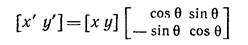 [x′ y′]=[x y] [ cos θ sin θ
− sin θ cos θ ]